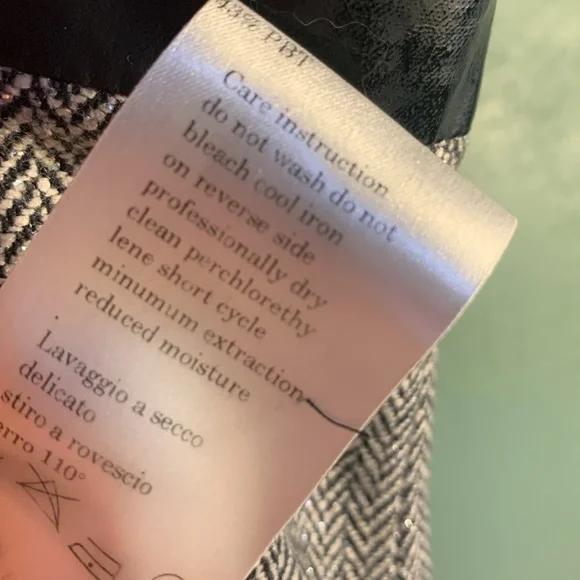 % PBT
Care instruction
do not wash do not
bleach cool iron
on reverse side
professionally dry
clean perchlorethy
lene short cycle
minumum extraction
reduced moisture
Lavaggio a secco
delicato
stiro a rovescio
erro 110°